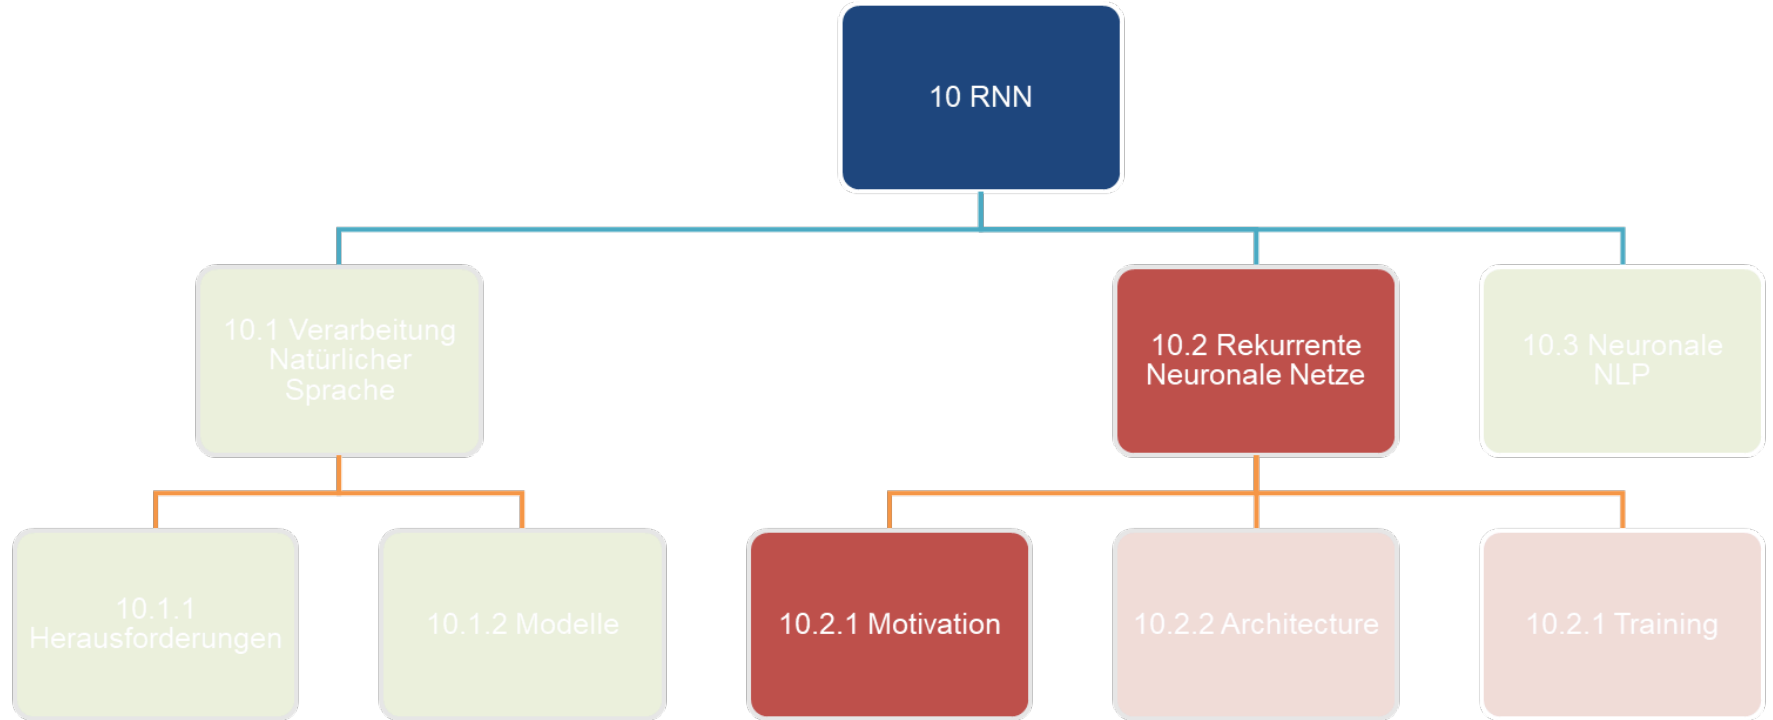 10 RNN
10.1 Verarbeitung
Natürlicher
Sprache
10.2 Rekurrente
Neuronale Netze
10.3 Neuronale
NLP
10.1.1
Herausforderungen
10.1.2 Modelle
10.2.1 Motivation
10.2.2 Architecture
10.2.1 Training